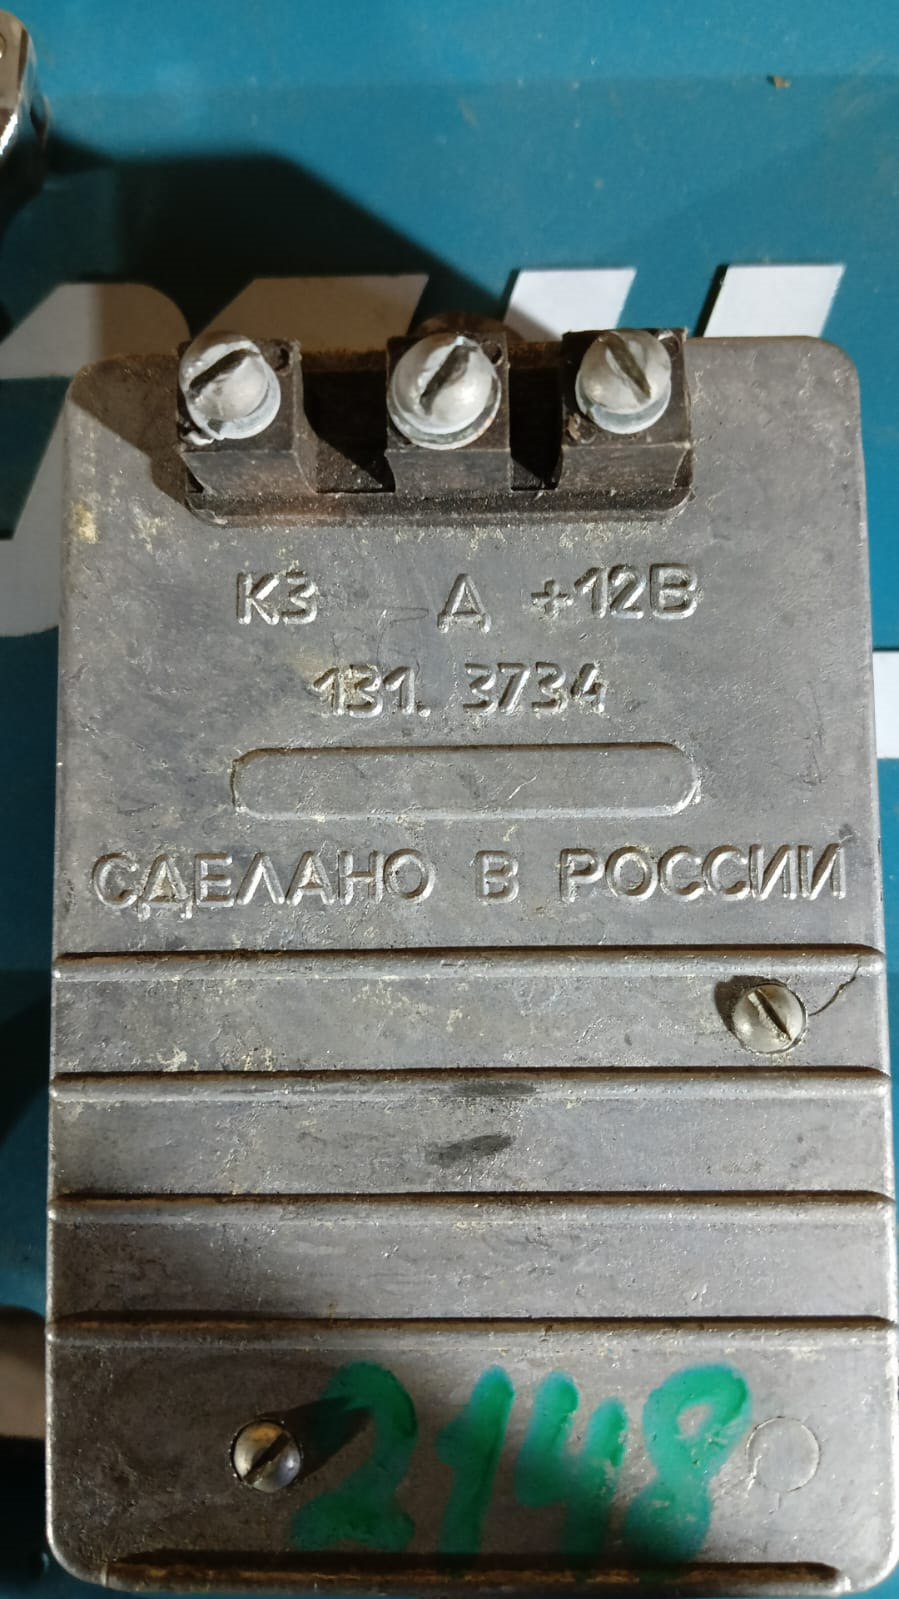 КЗ Д +12В
131. 3734
СДЕЛАНО В РОССИИ
2148